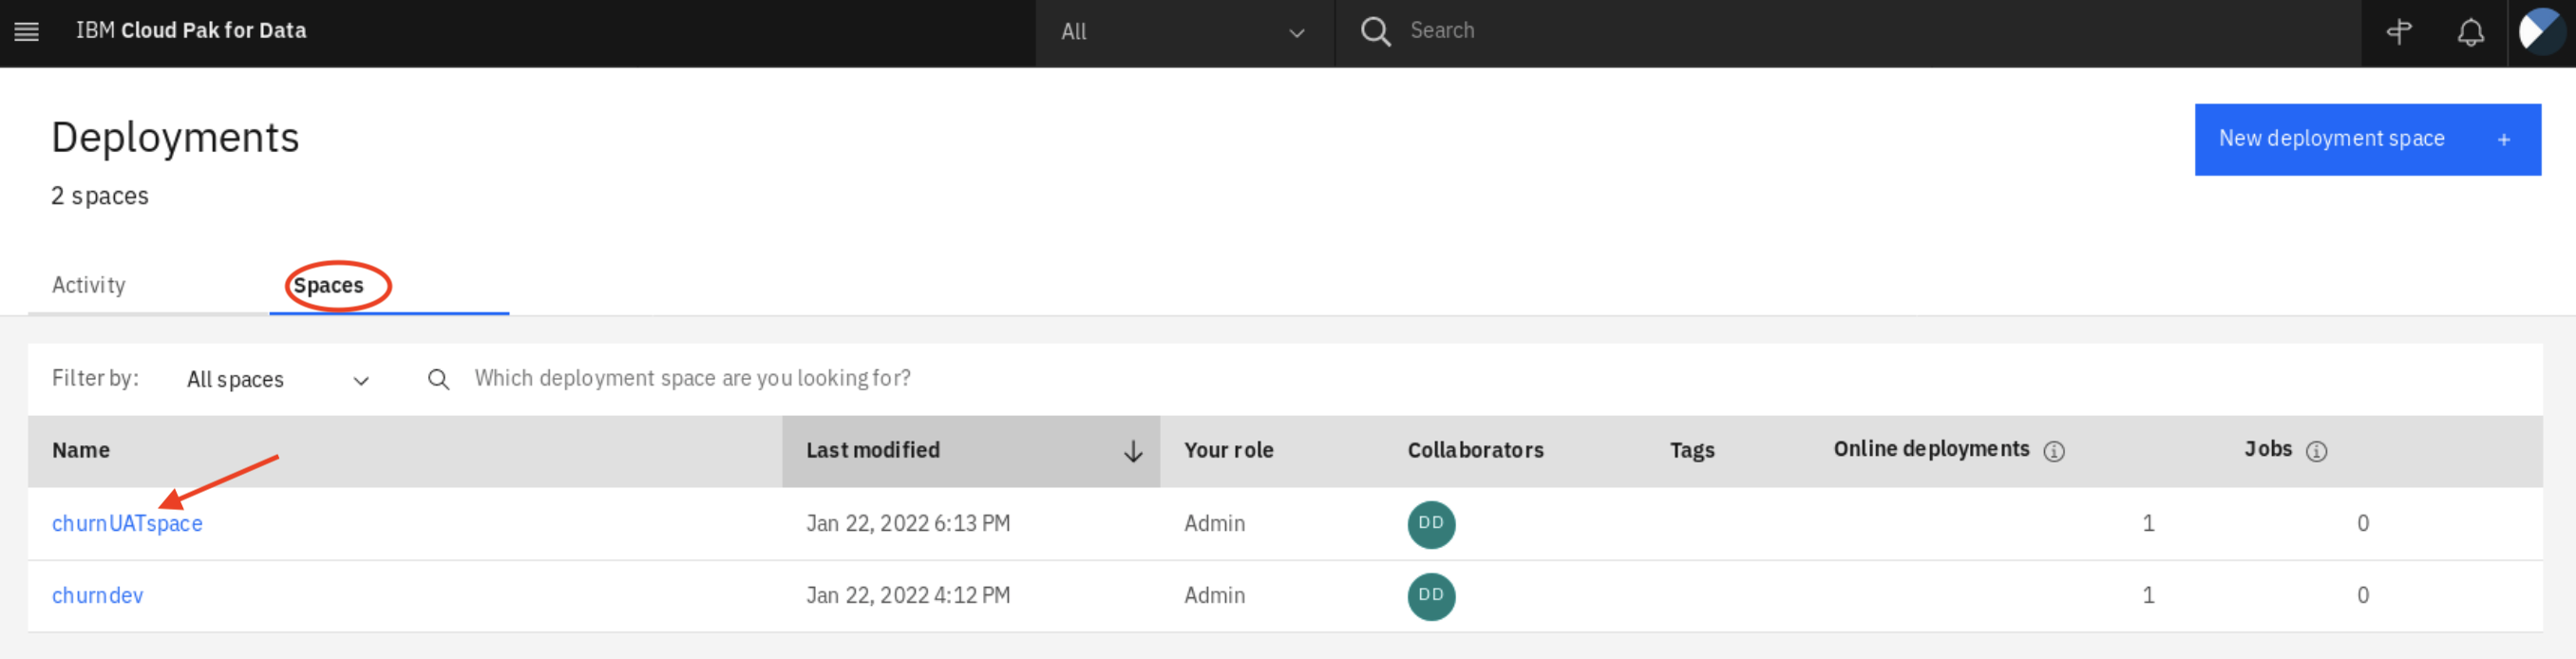 IBM Cloud Pak for Data All Search
Deployments
New deployment space +
2 spaces
Activity Spaces
Filter by: All spaces Which deployment space are you looking for?
Name Last modified Your role Collaborators Tags Online deployments Jobs
churnUATspace Jan 22, 2022 6:13 PM Admin DD 1 0
churndev Jan 22, 2022 4:12 PM Admin DD 1 0